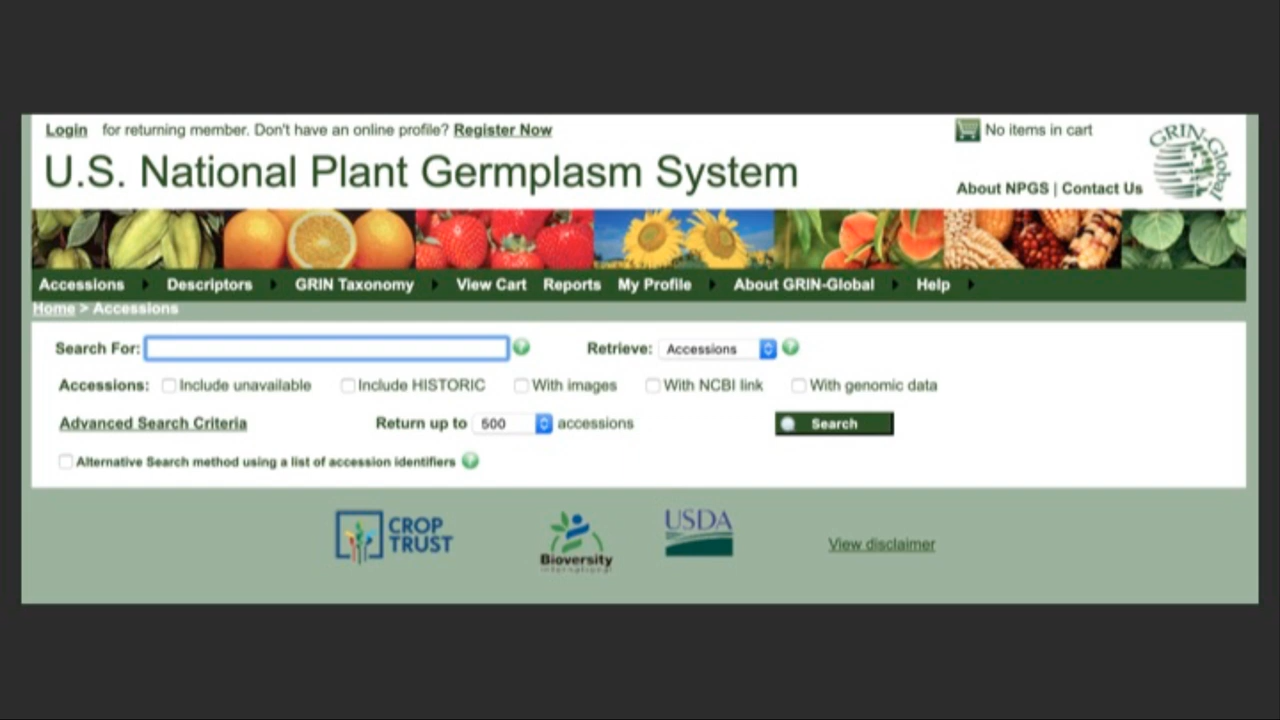 Login for returning member. Don't have an online profile? Register Now
No items in cart
GRIN-Global
U.S. National Plant Germplasm System
About NPGS | Contact Us
Accessions Descriptors GRIN Taxonomy View Cart Reports My Profile About GRIN-Global Help
Home > Accessions
Search For: ? Retrieve: Accessions ?
Accessions: Include unavailable Include HISTORIC With images With NCBI link With genomic data
Advanced Search Criteria Return up to 500 accessions Search
Alternative Search method using a list of accession identifiers ?
CROP
TRUST
Bioversity
international
USDA
View disclaimer